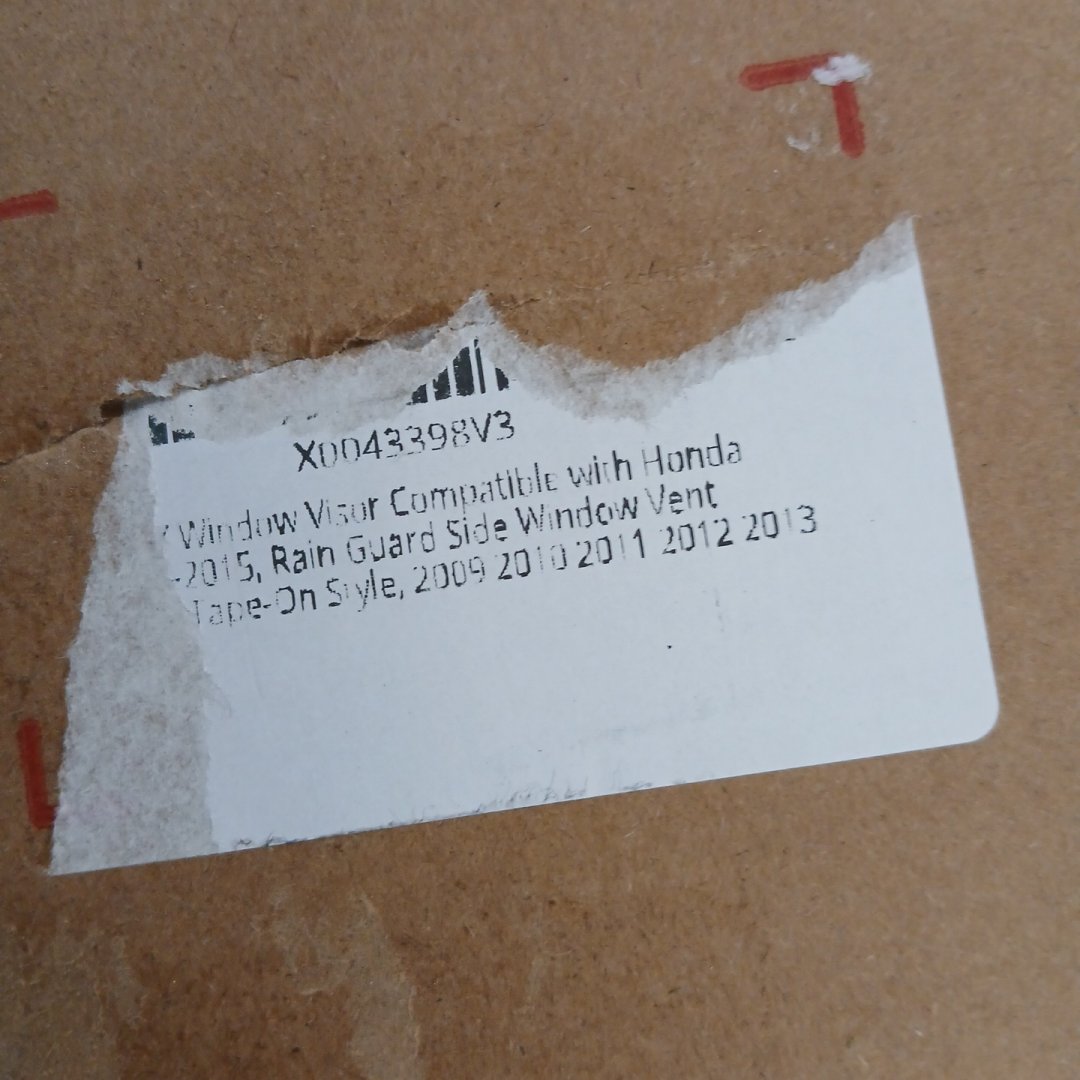 X0043398V3
Window Visor Compatible with Honda
-2015, Rain Guard Side Window Vent
Tape-On Style, 2009 2010 2011 2012 2013